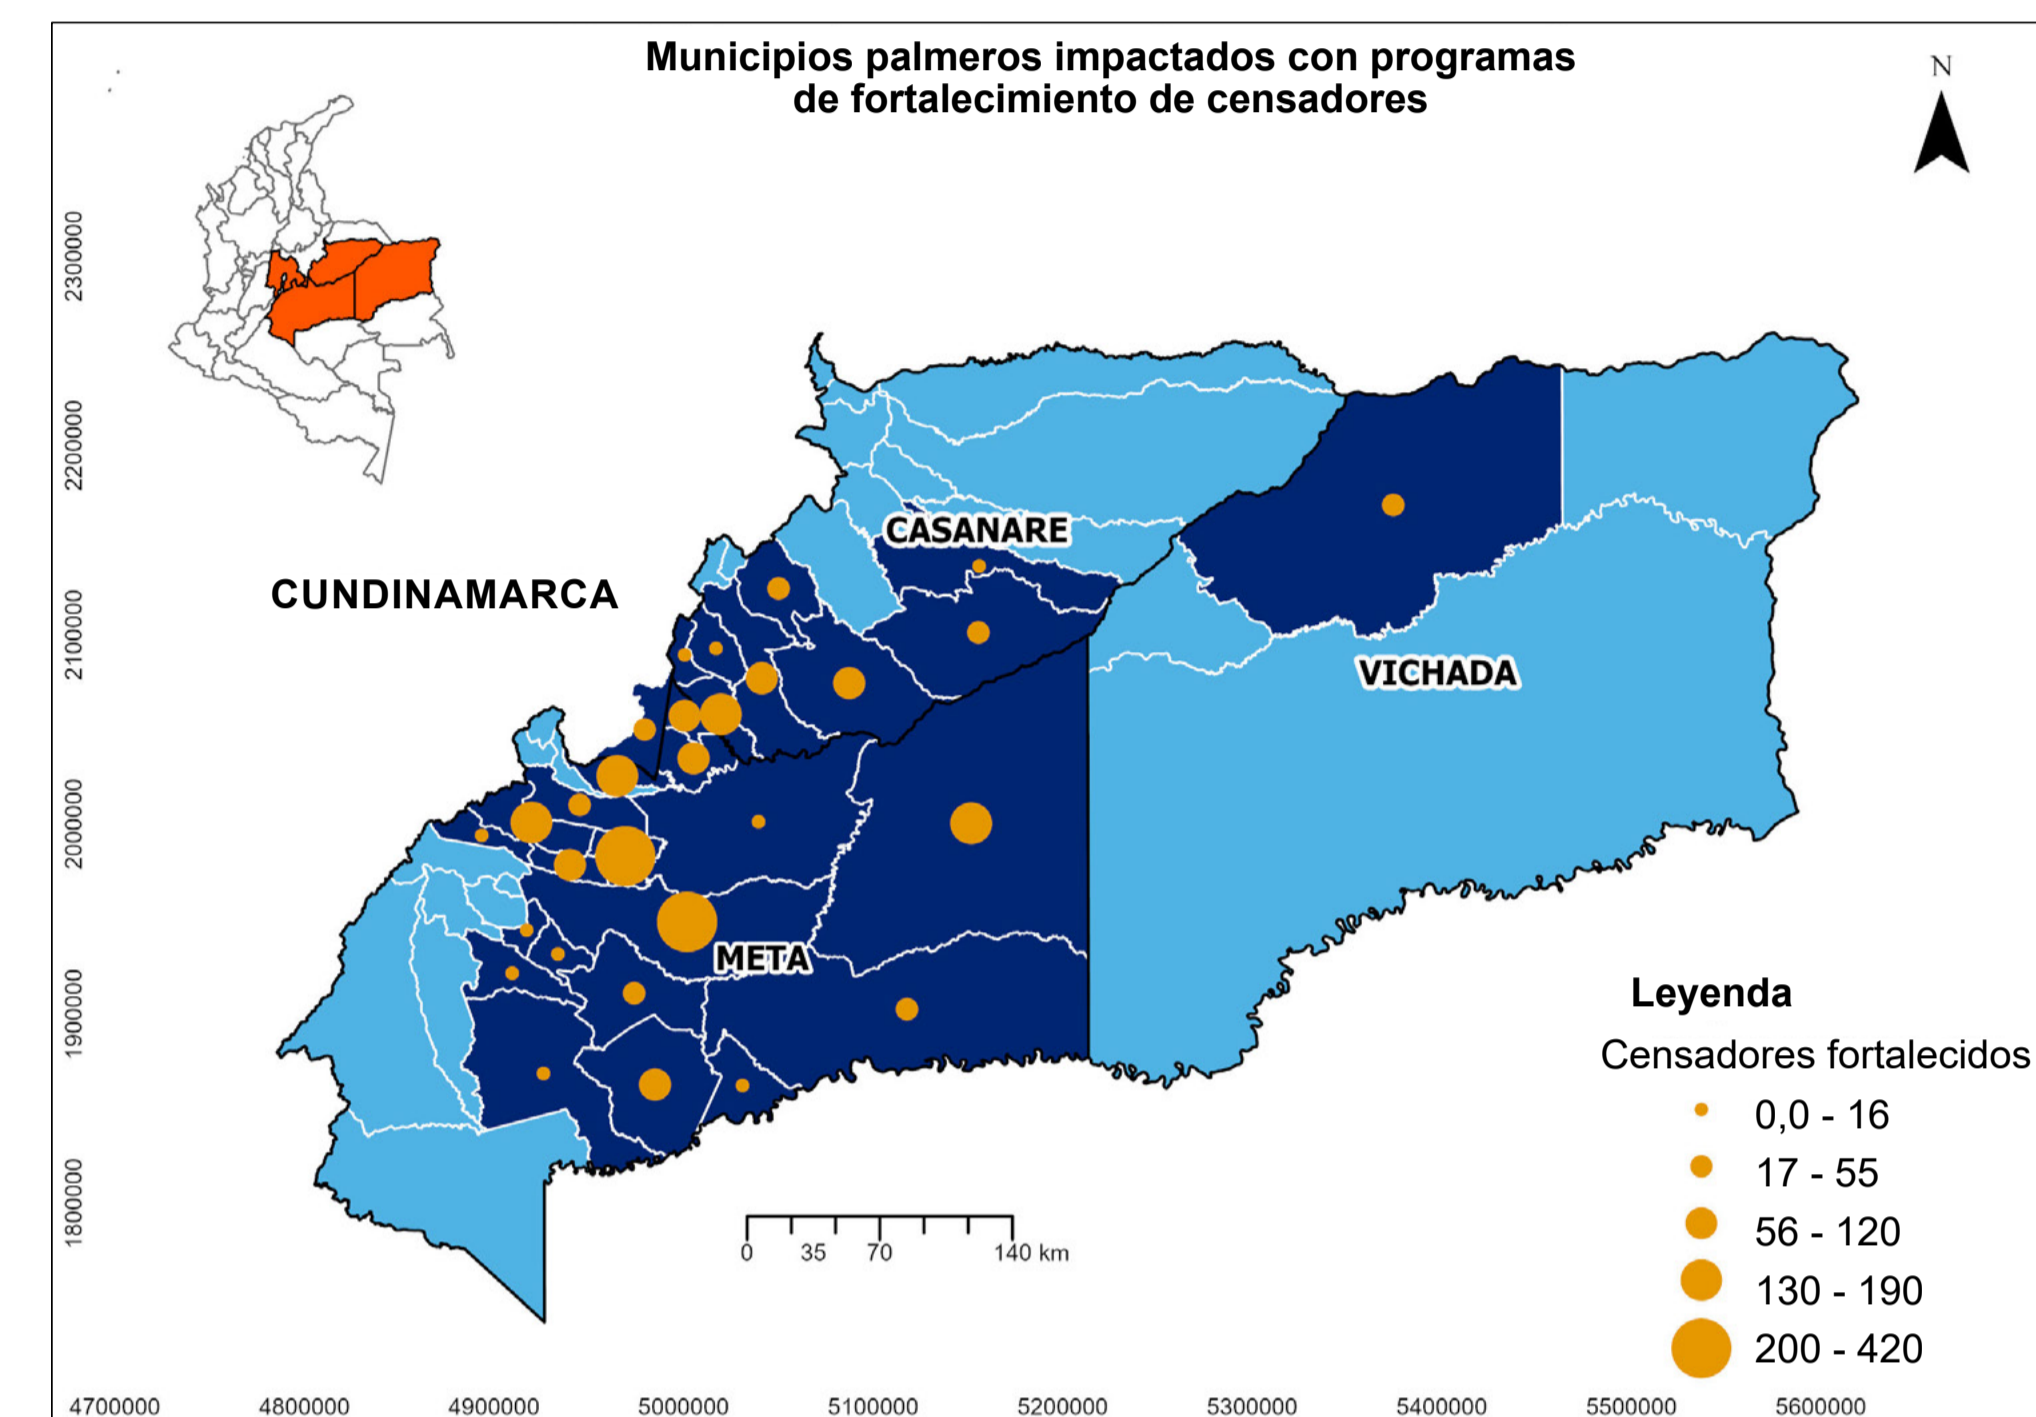 Municipios palmeros impactados con programas
de fortalecimiento de censadores
N
2300000
2200000
2100000
2000000
1900000
1800000
CASANARE
CUNDINAMARCA
VICHADA
META
Leyenda
Censadores fortalecidos
0,0 - 16
17 - 55
56 - 120
130 - 190
200 - 420
0 35 70 140 km
4700000 4800000 4900000 5000000 5100000 5200000 5300000 5400000 5500000 5600000